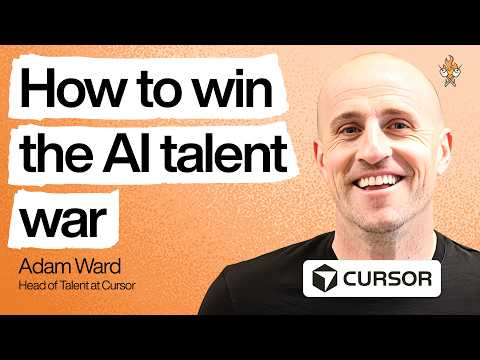 How to win
the AI talent
war
Adam Ward
Head of Talent at Cursor
CURSOR